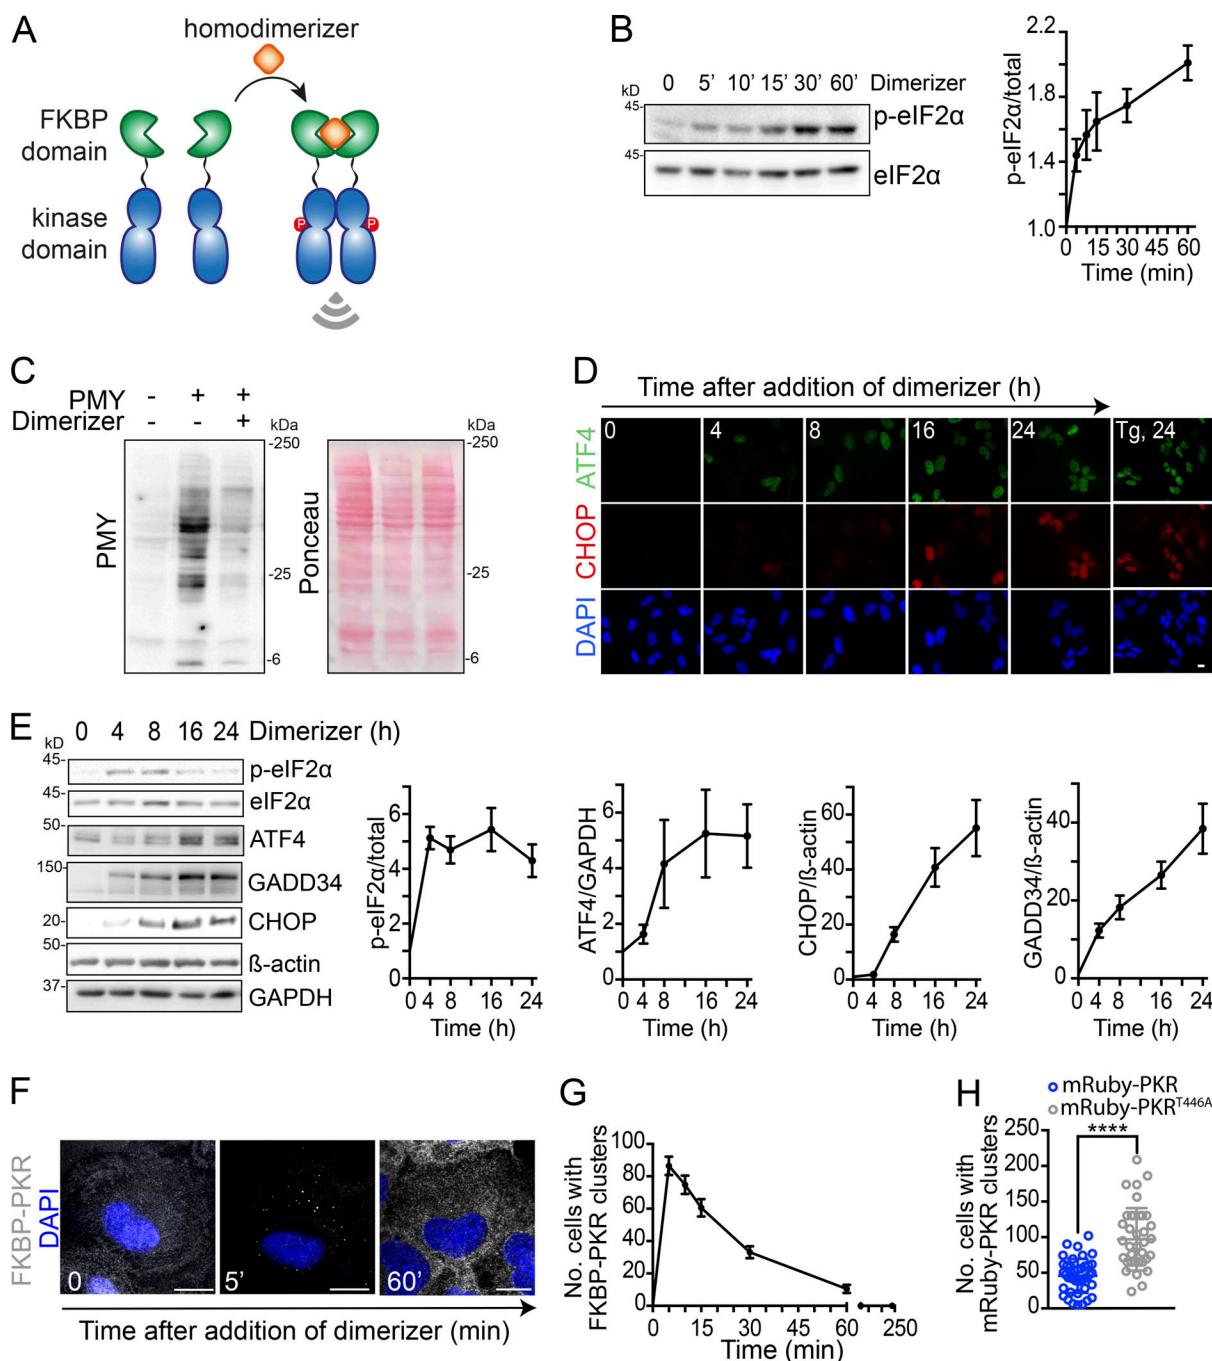 A
homodimerizer
FKBP
domain
kinase
domain
P
P
B
0 5' 10' 15' 30' 60' Dimerizer
kD
45-
p-eIF2α
45-
eIF2α
p-eIF2α/total
2.2
1.8
1.4
1.0
0 15 30 45 60
Time (min)
C
PMY - + +
Dimerizer - - +
kDa
kDa
-250
-250
PMY
Ponceau
-25
-25
-6
-6
D
Time after addition of dimerizer (h)
0 4 8 16 24 Tg, 24
ATF4
CHOP
DAPI
E
0 4 8 16 24 Dimerizer (h)
kD
45-
p-eIF2α
45-
eIF2α
50-
ATF4
150-
GADD34
20-
CHOP
50-
ß-actin
37-
GAPDH
p-eIF2α/total
6
4
2
0
0 4 8 16 24
Time (h)
ATF4/GAPDH
6
4
2
0
0 4 8 16 24
Time (h)
CHOP/ß-actin
60
40
20
0
0 4 8 16 24
Time (h)
GADD34/ß-actin
40
20
0
0 4 8 16 24
Time (h)
F
FKBP-PKR
DAPI
0
5'
60'
Time after addition of dimerizer (min)
G
No. cells with
FKBP-PKR clusters
100
80
60
40
20
0
0 15 30 45 60 250
Time (min)
H
mRuby-PKR
mRuby-PKRT446A
****
No. cells with
mRuby-PKR clusters
250
200
150
100
50
0